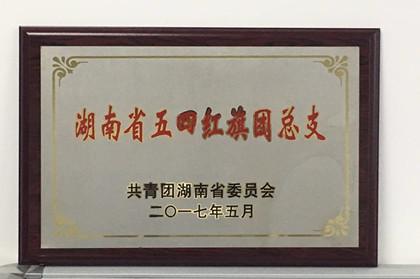 湖南省五四红旗团总支
共青团湖南省委员会
二〇一七年五月